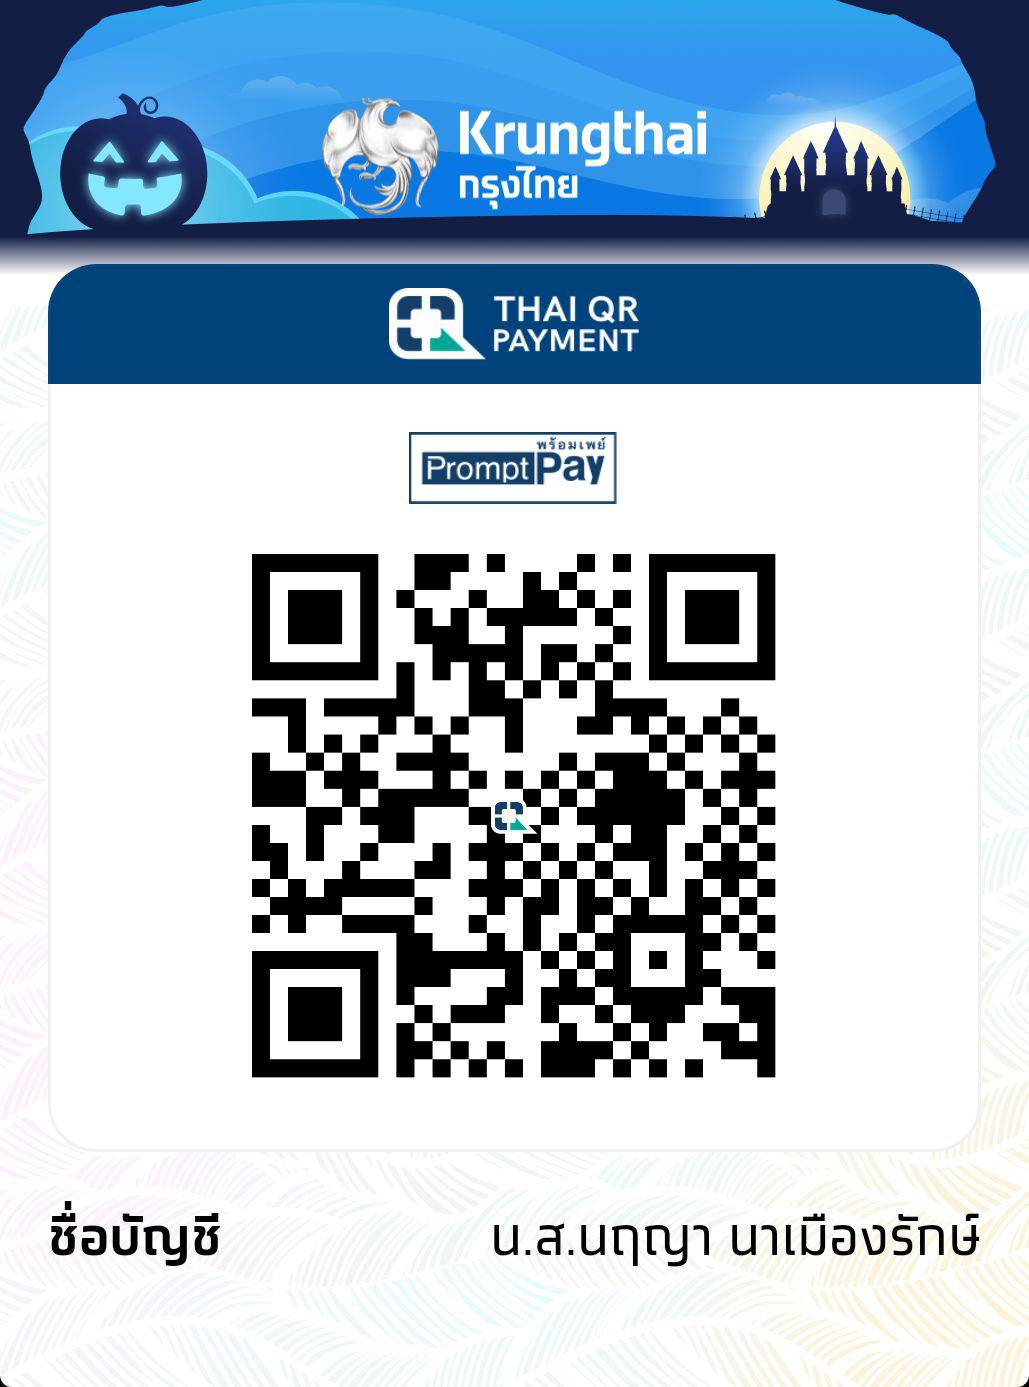 Krungthai
กรุงไทย
THAI QR
PAYMENT
พร้อมเพย์
PromptPay
ชื่อบัญชี น.ส.นฤญา นาเมืองรักษ์